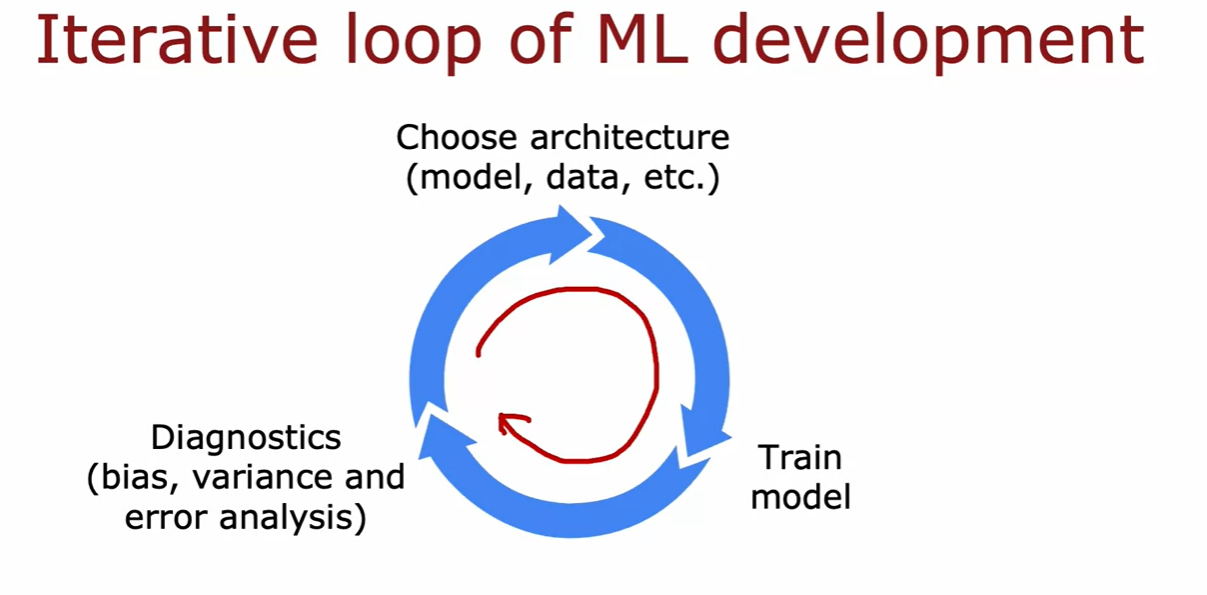 Iterative loop of ML development
Choose architecture
(model, data, etc.)
Diagnostics
(bias, variance and
error analysis)
Train
model